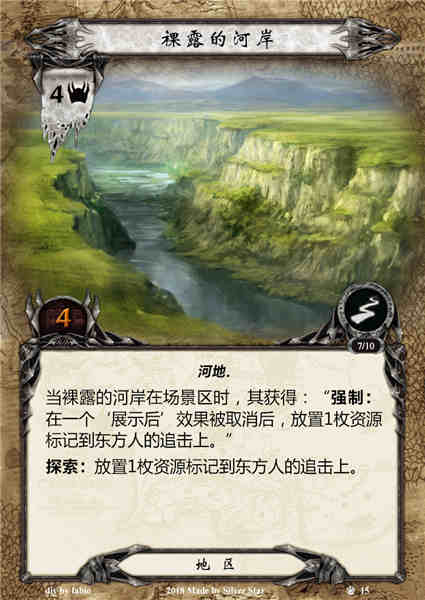 裸露的河岸
4
4
7/10
河地.
当裸露的河岸在场景区时，其获得：“强制：
在一个‘展示后’效果被取消后，放置1枚资源
标记到东方人的追击上。”
探索：放置1枚资源标记到东方人的追击上。
地 区
diy by fabio
2018 Made by Silver Star
15